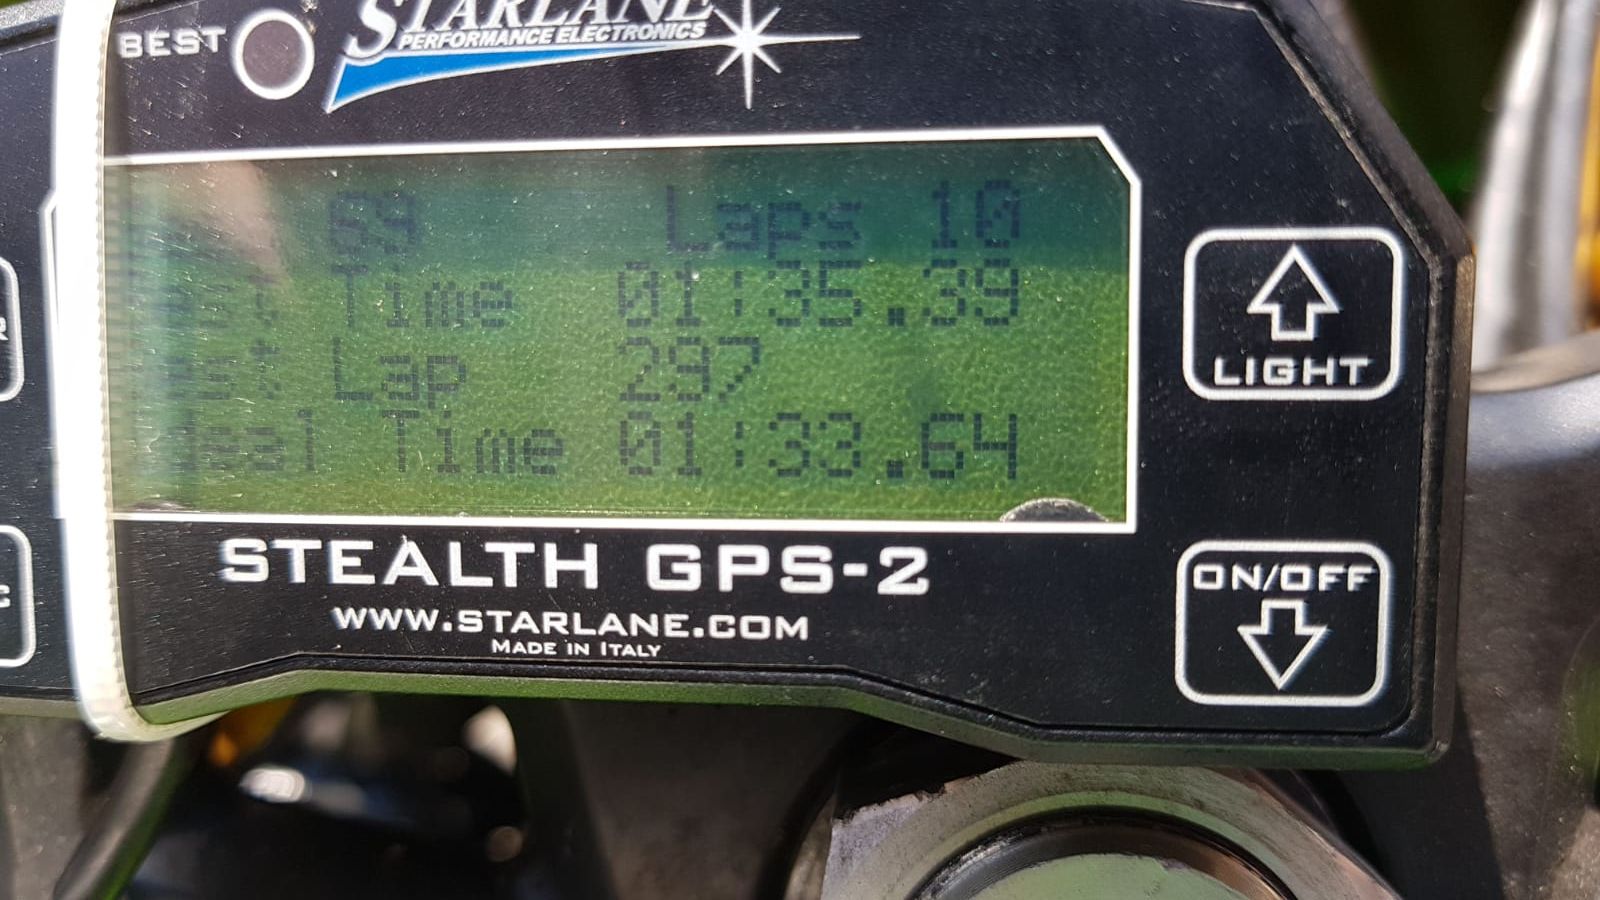 BEST
STARLANE
PERFORMANCE ELECTRONICS
69 Laps 10
Time 01:35.39
Lap 297
Time 01:33.64
LIGHT
ON/OFF
STEALTH GPS-2
WWW.STARLANE.COM
MADE IN ITALY